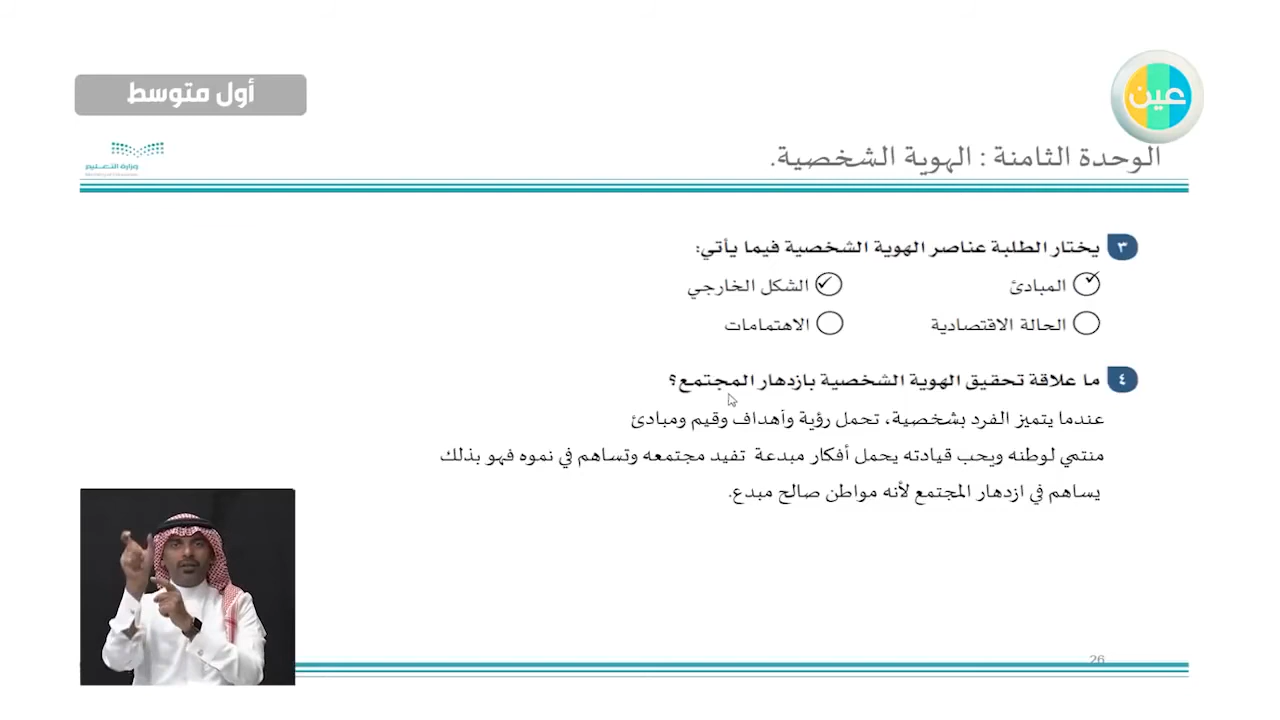 أول متوسط
عين
وزارة التعليم
الوحدة الثامنة : الهوية الشخصية.
٣ يختار الطلبة عناصر الهوية الشخصية فيما يأتي:
المبادئ الشكل الخارجي
الحالة الاقتصادية الاهتمامات
٤ ما علاقة تحقيق الهوية الشخصية بازدهار المجتمع؟
عندما يتميز الفرد بشخصية، تحمل رؤية وأهداف وقيم ومبادئ
منتمي لوطنه ويحب قيادته يحمل أفكار مبدعة تفيد مجتمعه وتساهم في نموه فهو بذلك
يساهم في ازدهار المجتمع لأنه مواطن صالح مبدع.
26